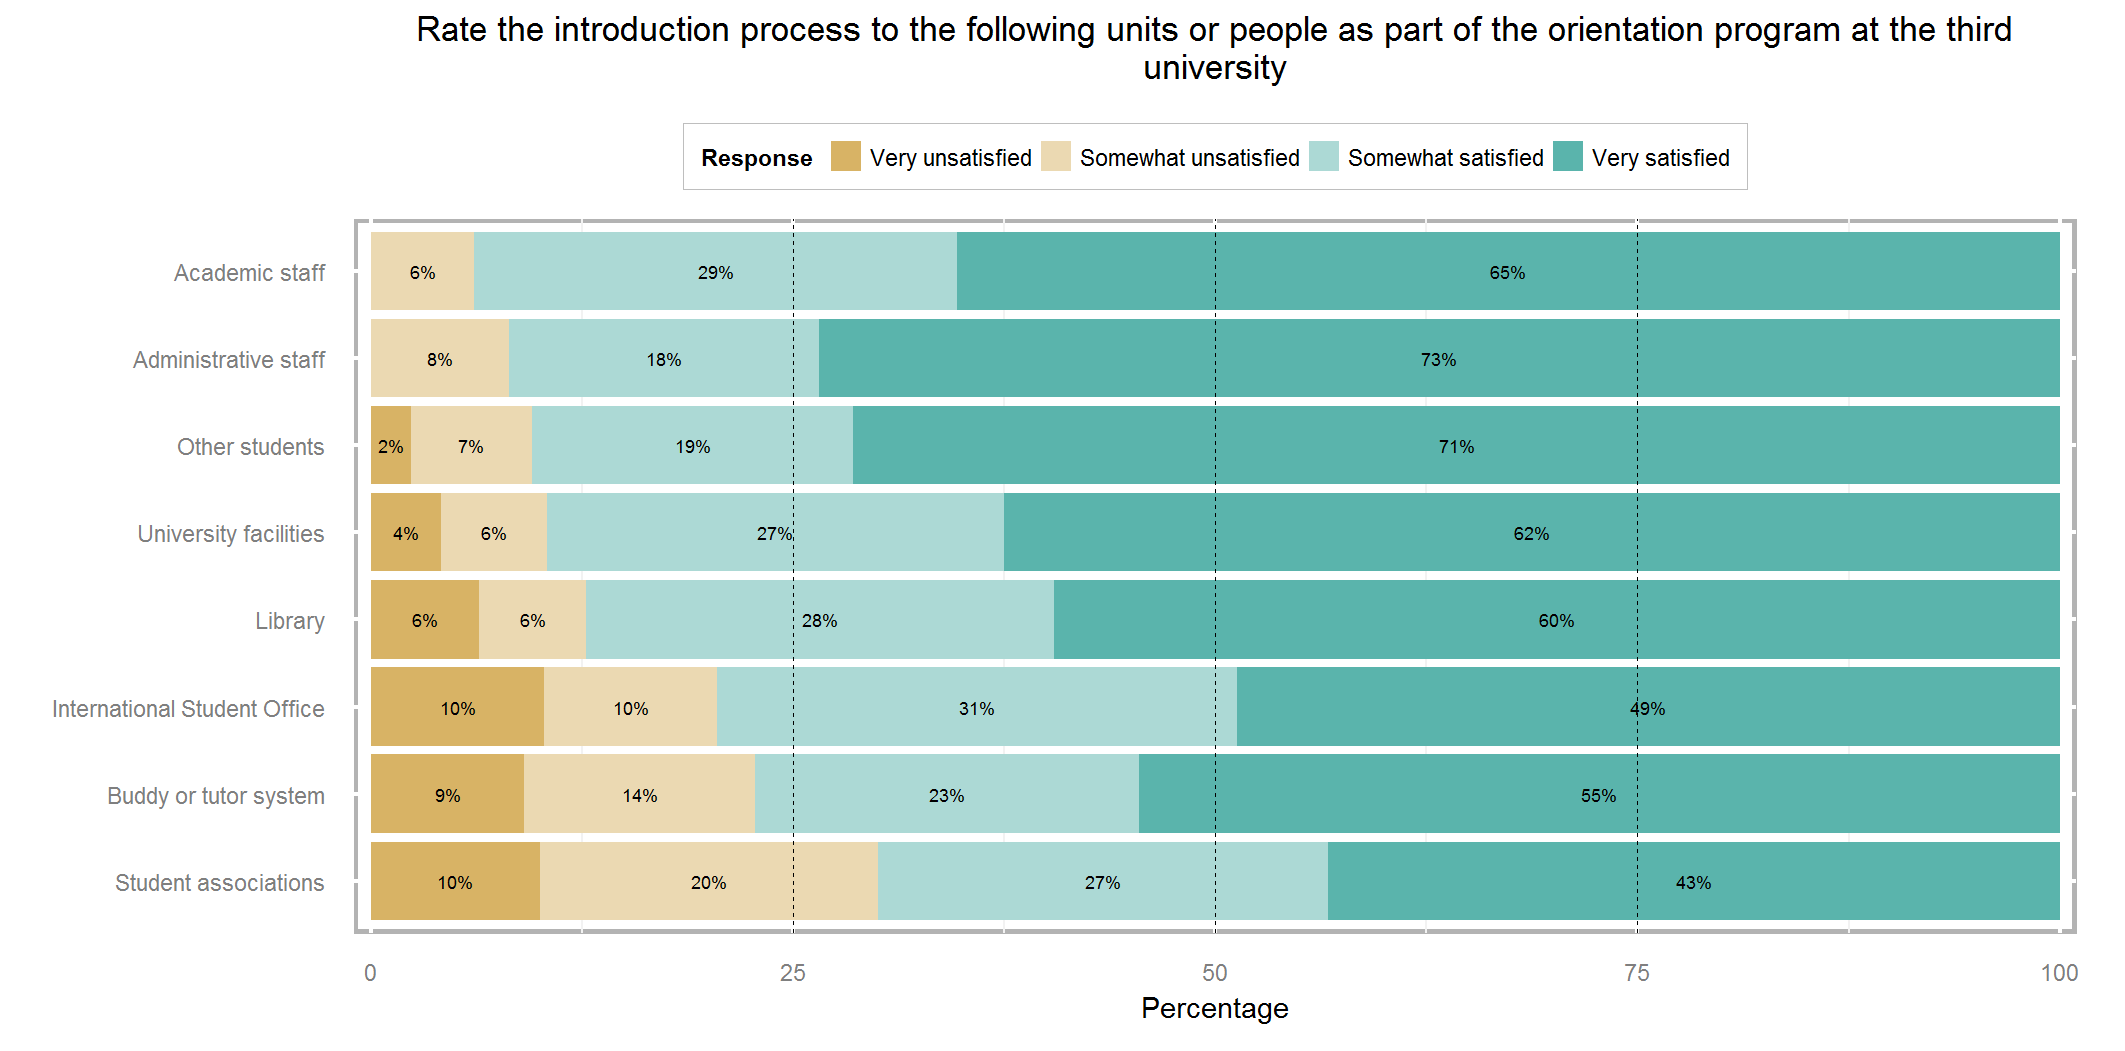 Rate the introduction process to the following units or people as part of the orientation program at the third
university
Response Very unsatisfied Somewhat unsatisfied Somewhat satisfied Very satisfied
Academic staff 6% 29% 65%
Administrative staff 8% 18% 73%
Other students 2% 7% 19% 71%
University facilities 4% 6% 27% 62%
Library 6% 6% 28% 60%
International Student Office 10% 10% 31% 49%
Buddy or tutor system 9% 14% 23% 55%
Student associations 10% 20% 27% 43%
0 25 50 75 100
Percentage